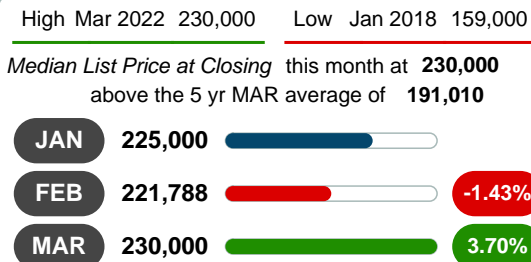 High Mar 2022 230,000 Low Jan 2018 159,000
Median List Price at Closing this month at 230,000
above the 5 yr MAR average of 191,010
JAN 225,000
FEB 221,788 -1.43%
MAR 230,000 3.70%